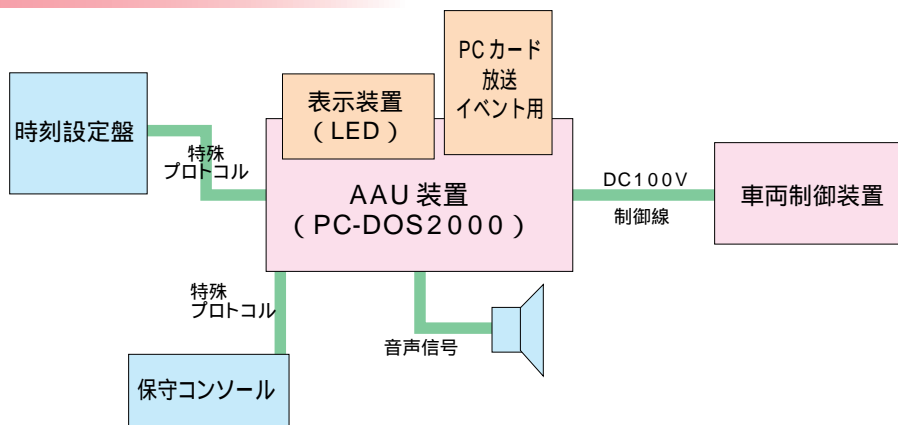 PCカード
放送
イベント用
表示装置
(LED)
時刻設定盤
特殊
プロトコル
AAU装置
(PC-DOS2000)
DC100V
制御線
車両制御装置
特殊
プロトコル
音声信号
保守コンソール